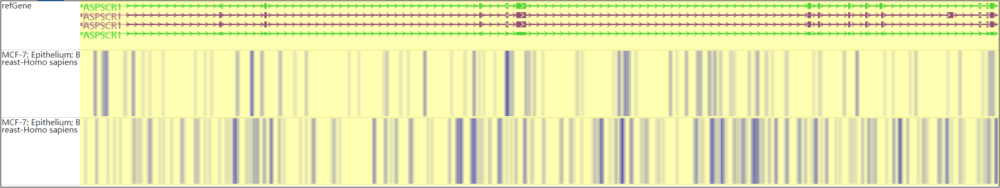 refGene
ASPSCR1
ASPSCR1
ASPSCR1
ASPSCR1
MCF-7; Epithelium; B
reast-Homo sapiens
MCF-7; Epithelium; B
reast-Homo sapiens